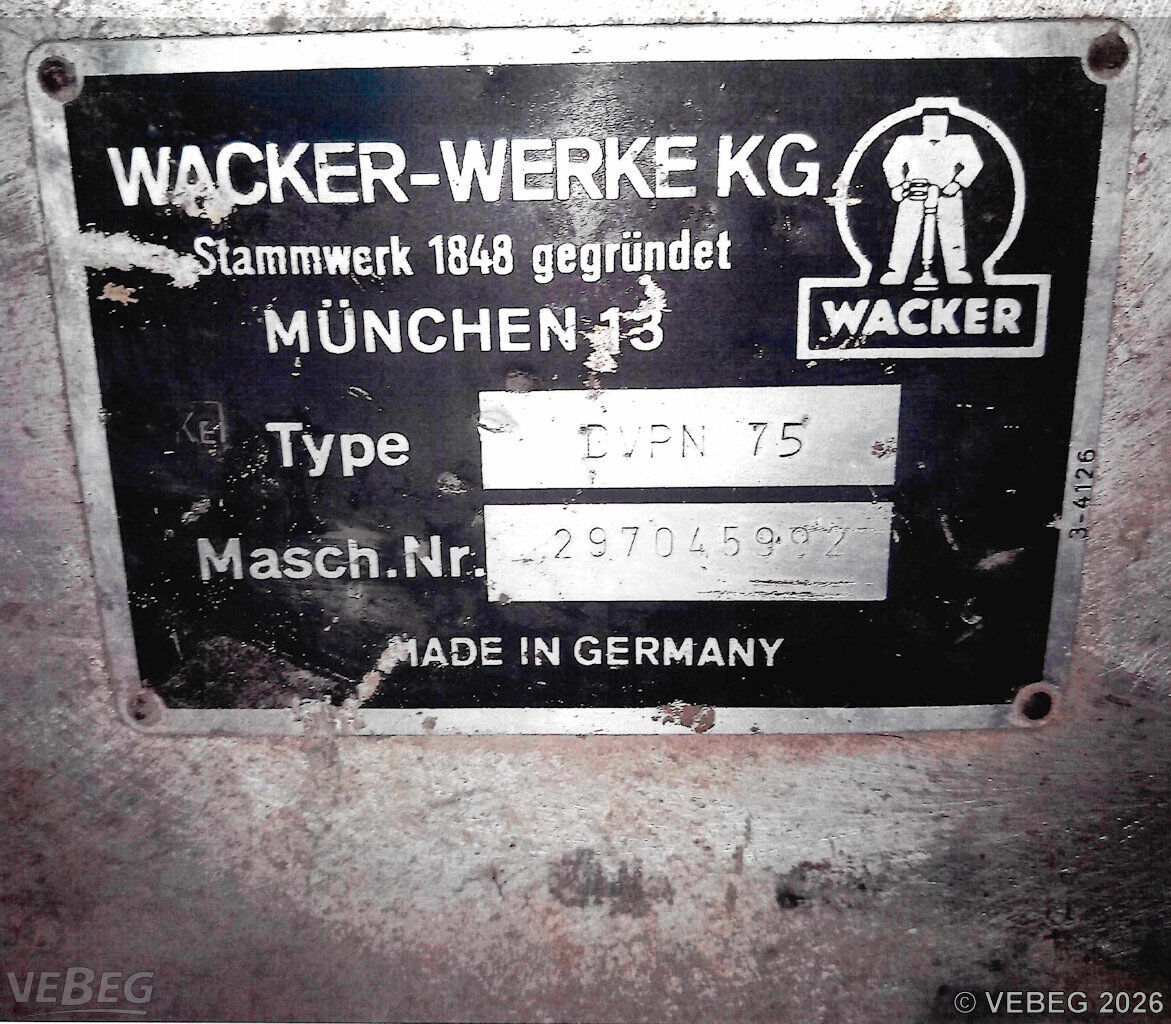 WACKER-WERKE KG
Stammwerk 1848 gegründet
MÜNCHEN 13
WACKER
Type DVPN 75
Masch.Nr. 297045992
MADE IN GERMANY
3-4126
VEBEG
© VEBEG 2026